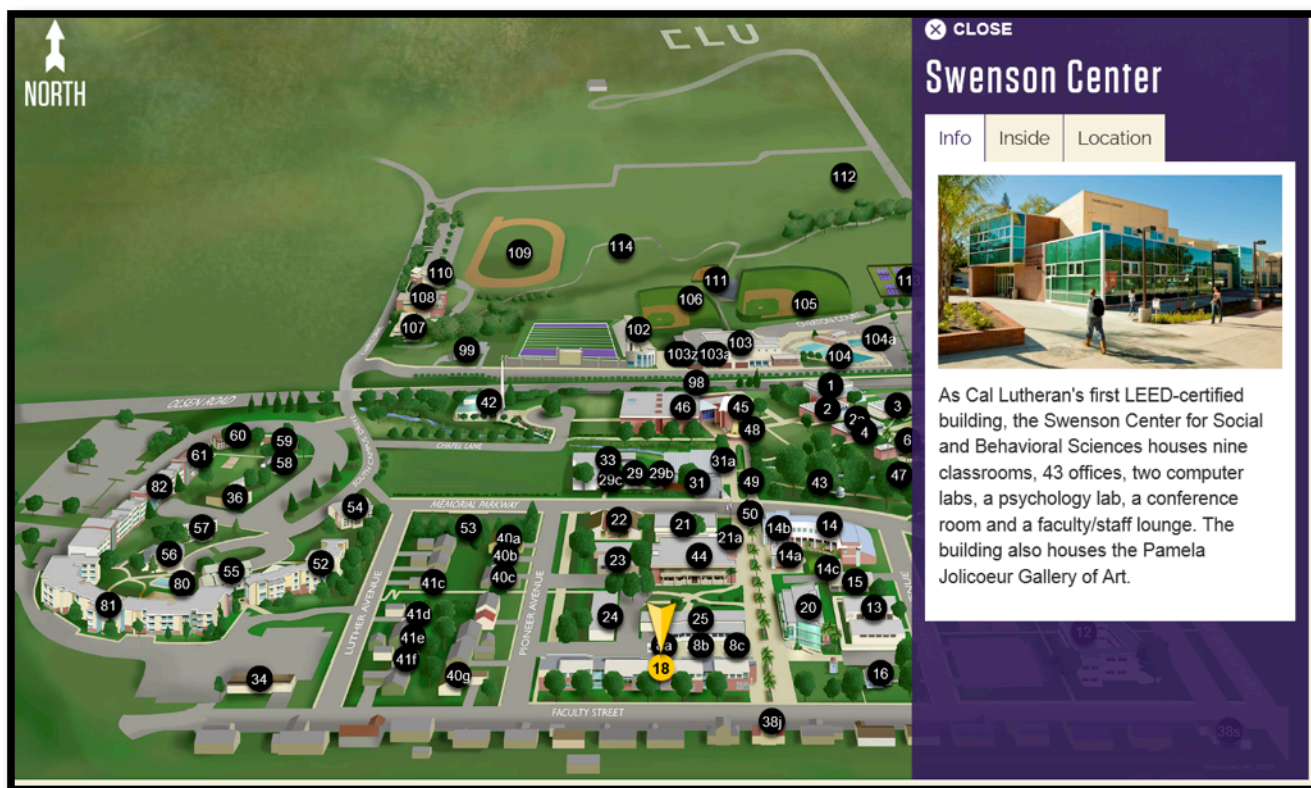 CLU
NORTH
112
109
114
110
108
107
111
106
105
113
OVERTON COURT
102
103
104a
99
103z
103a
104
98
1
OLSEN ROAD
42
46
45
2
3
2a
4
48
6
CHAPEL LANE
60
59
61
58
33
31a
82
36
29
29b
29c
31
49
43
47
54
MEMORIAL PARKWAY
50
57
53
22
21
14b
14
40a
21a
56
40b
23
44
14a
55
52
40c
14c
80
41c
15
81
LUTHER AVENUE
PIONEER AVENUE
41d
24
25
20
13
41e
8b
8c
41f
18
34
40g
16
FACULTY STREET
38j
CLOSE
Swenson Center
Info Inside Location
As Cal Lutheran's first LEED-certified
building, the Swenson Center for Social
and Behavioral Sciences houses nine
classrooms, 43 offices, two computer
labs, a psychology lab, a conference
room and a faculty/staff lounge. The
building also houses the Pamela
Jolicoeur Gallery of Art.
12
38s